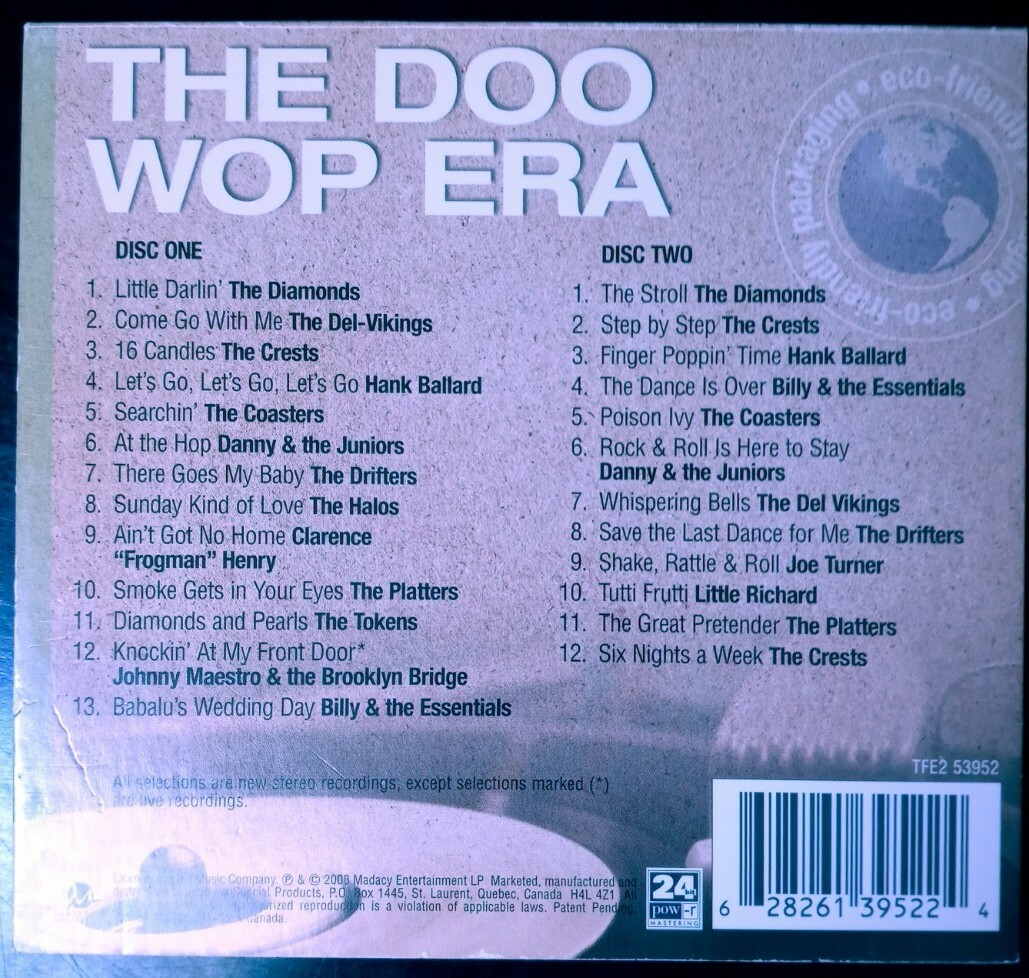 THE DOO
WOP ERA
eco-friendly packaging • eco-friendly
DISC ONE
1. Little Darlin' The Diamonds
2. Come Go With Me The Del-Vikings
3. 16 Candles The Crests
4. Let's Go, Let's Go, Let's Go Hank Ballard
5. Searchin' The Coasters
6. At the Hop Danny & the Juniors
7. There Goes My Baby The Drifters
8. Sunday Kind of Love The Halos
9. Ain't Got No Home Clarence
"Frogman" Henry
10. Smoke Gets in Your Eyes The Platters
11. Diamonds and Pearls The Tokens
12. Knockin' At My Front Door*
Johnny Maestro & the Brooklyn Bridge
13. Babalu's Wedding Day Billy & the Essentials
DISC TWO
1. The Stroll The Diamonds
2. Step by Step The Crests
3. Finger Poppin' Time Hank Ballard
4. The Dance Is Over Billy & the Essentials
5. Poison Ivy The Coasters
6. Rock & Roll Is Here to Stay
Danny & the Juniors
7. Whispering Bells The Del Vikings
8. Save the Last Dance for Me The Drifters
9. Shake, Rattle & Roll Joe Turner
10. Tutti Frutti Little Richard
11. The Great Pretender The Platters
12. Six Nights a Week The Crests
All selections are new stereo recordings, except selections marked (*)
are live recordings.
TFE2 53952
Music Company. ℗ & © 2008 Madacy Entertainment LP Marketed, manufactured and
Special Products, P.O. Box 1445, St. Laurent, Quebec, Canada H4L 4Z1 All
reproduction is a violation of applicable laws. Patent Pending.
Canada.
24 bit
pow-r
MASTERING
6 28261 39522 4